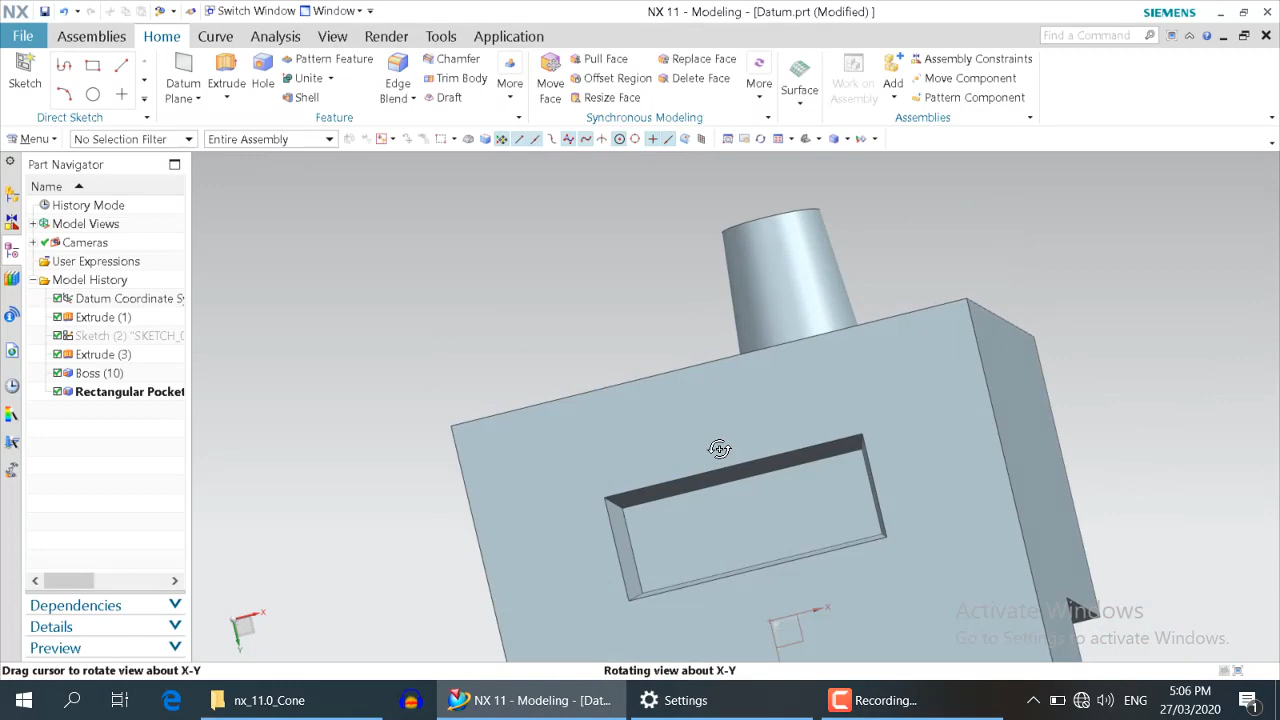 NX
Switch Window
Window
NX 11 - Modeling - [Datum.prt (Modified) ]
SIEMENS
File
Assemblies
Home
Curve
Analysis
View
Render
Tools
Application
Find a Command
Sketch
Direct Sketch
Datum
Plane
Extrude
Hole
Pattern Feature
Unite
Shell
Edge
Blend
Chamfer
Trim Body
Draft
More
Feature
Move
Face
Pull Face
Offset Region
Resize Face
Replace Face
Delete Face
More
Synchronous Modeling
Surface
Work on
Assembly
Add
Assembly Constraints
Move Component
Pattern Component
Assemblies
Menu
No Selection Filter
Entire Assembly
Part Navigator
Name
History Mode
Model Views
Cameras
User Expressions
Model History
Datum Coordinate Sy
Extrude (1)
Sketch (2) "SKETCH_0
Extrude (3)
Boss (10)
Rectangular Pocket
Dependencies
Details
Preview
X
Y
X
Activate Windows
Go to Settings to activate Windows.
Drag cursor to rotate view about X-Y
Rotating view about X-Y
nx_11.0_Cone
NX 11 - Modeling - [Dat...
Settings
Recording...
ENG
5:06 PM
27/03/2020
1